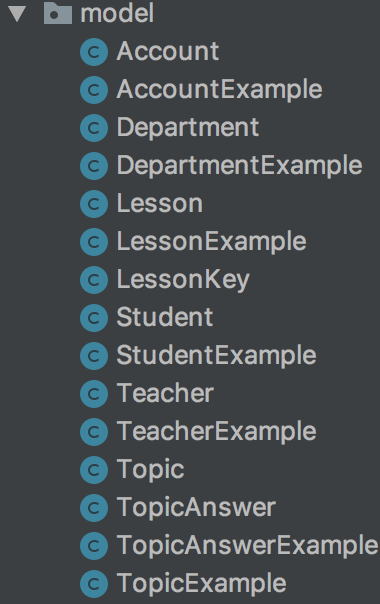 model
Account
AccountExample
Department
DepartmentExample
Lesson
LessonExample
LessonKey
Student
StudentExample
Teacher
TeacherExample
Topic
TopicAnswer
TopicAnswerExample
TopicExample